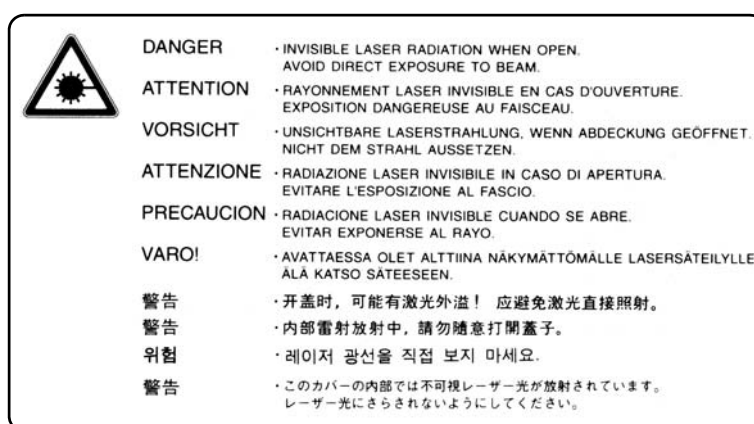 DANGER · INVISIBLE LASER RADIATION WHEN OPEN.
AVOID DIRECT EXPOSURE TO BEAM.
ATTENTION · RAYONNEMENT LASER INVISIBLE EN CAS D'OUVERTURE.
EXPOSITION DANGEREUSE AU FAISCEAU.
VORSICHT · UNSICHTBARE LASERSTRAHLUNG, WENN ABDECKUNG GEÖFFNET.
NICHT DEM STRAHL AUSSETZEN.
ATTENZIONE · RADIAZIONE LASER INVISIBILE IN CASO DI APERTURA.
EVITARE L'ESPOSIZIONE AL FASCIO.
PRECAUCION · RADIACIONE LASER INVISIBLE CUANDO SE ABRE.
EVITAR EXPONERSE AL RAYO.
VARO! · AVATTAESSA OLET ALTTIINA NÄKYMÄTTÖMÄLLE LASERSÄTEILYLLE
ÄLÄ KATSO SÄTEESEEN.
警告 · 开盖时，可能有激光外溢！ 应避免激光直接照射。
警告 · 内部雷射放射中，請勿隨意打開蓋子。
위험 · 레이저 광선을 직접 보지 마세요.
警告 · このカバーの内部では不可視レーザー光が放射されています。
レーザー光にさらされないようにしてください。